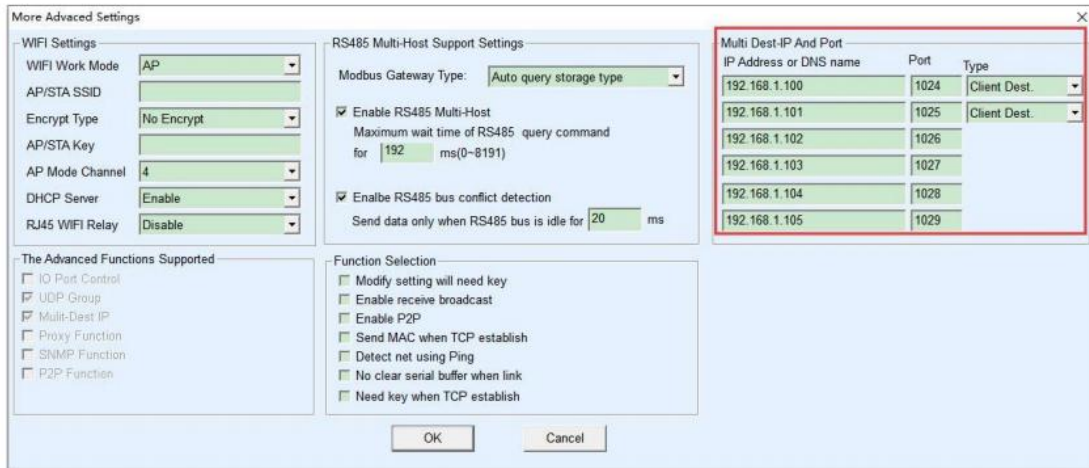 More Advaced Settings
WIFI Settings
WIFI Work Mode AP
AP/STA SSID
Encrypt Type No Encrypt
AP/STA Key
AP Mode Channel 4
DHCP Server Enable
RJ45 WIFI Relay Disable
RS485 Multi-Host Support Settings
Modbus Gateway Type: Auto query storage type
Enable RS485 Multi-Host
Maximum wait time of RS485 query command
for 192 ms(0~8191)
Enalbe RS485 bus conflict detection
Send data only when RS485 bus is idle for 20 ms
Multi Dest-IP And Port
IP Address or DNS name Port Type
192.168.1.100 1024 Client Dest.
192.168.1.101 1025 Client Dest.
192.168.1.102 1026
192.168.1.103 1027
192.168.1.104 1028
192.168.1.105 1029
The Advanced Functions Supported
IO Port Control
UDP Group
Mulit-Dest IP
Proxy Function
SNMP Function
P2P Function
Function Selection
Modify setting will need key
Enable receive broadcast
Enable P2P
Send MAC when TCP establish
Detect net using Ping
No clear serial buffer when link
Need key when TCP establish
OK Cancel